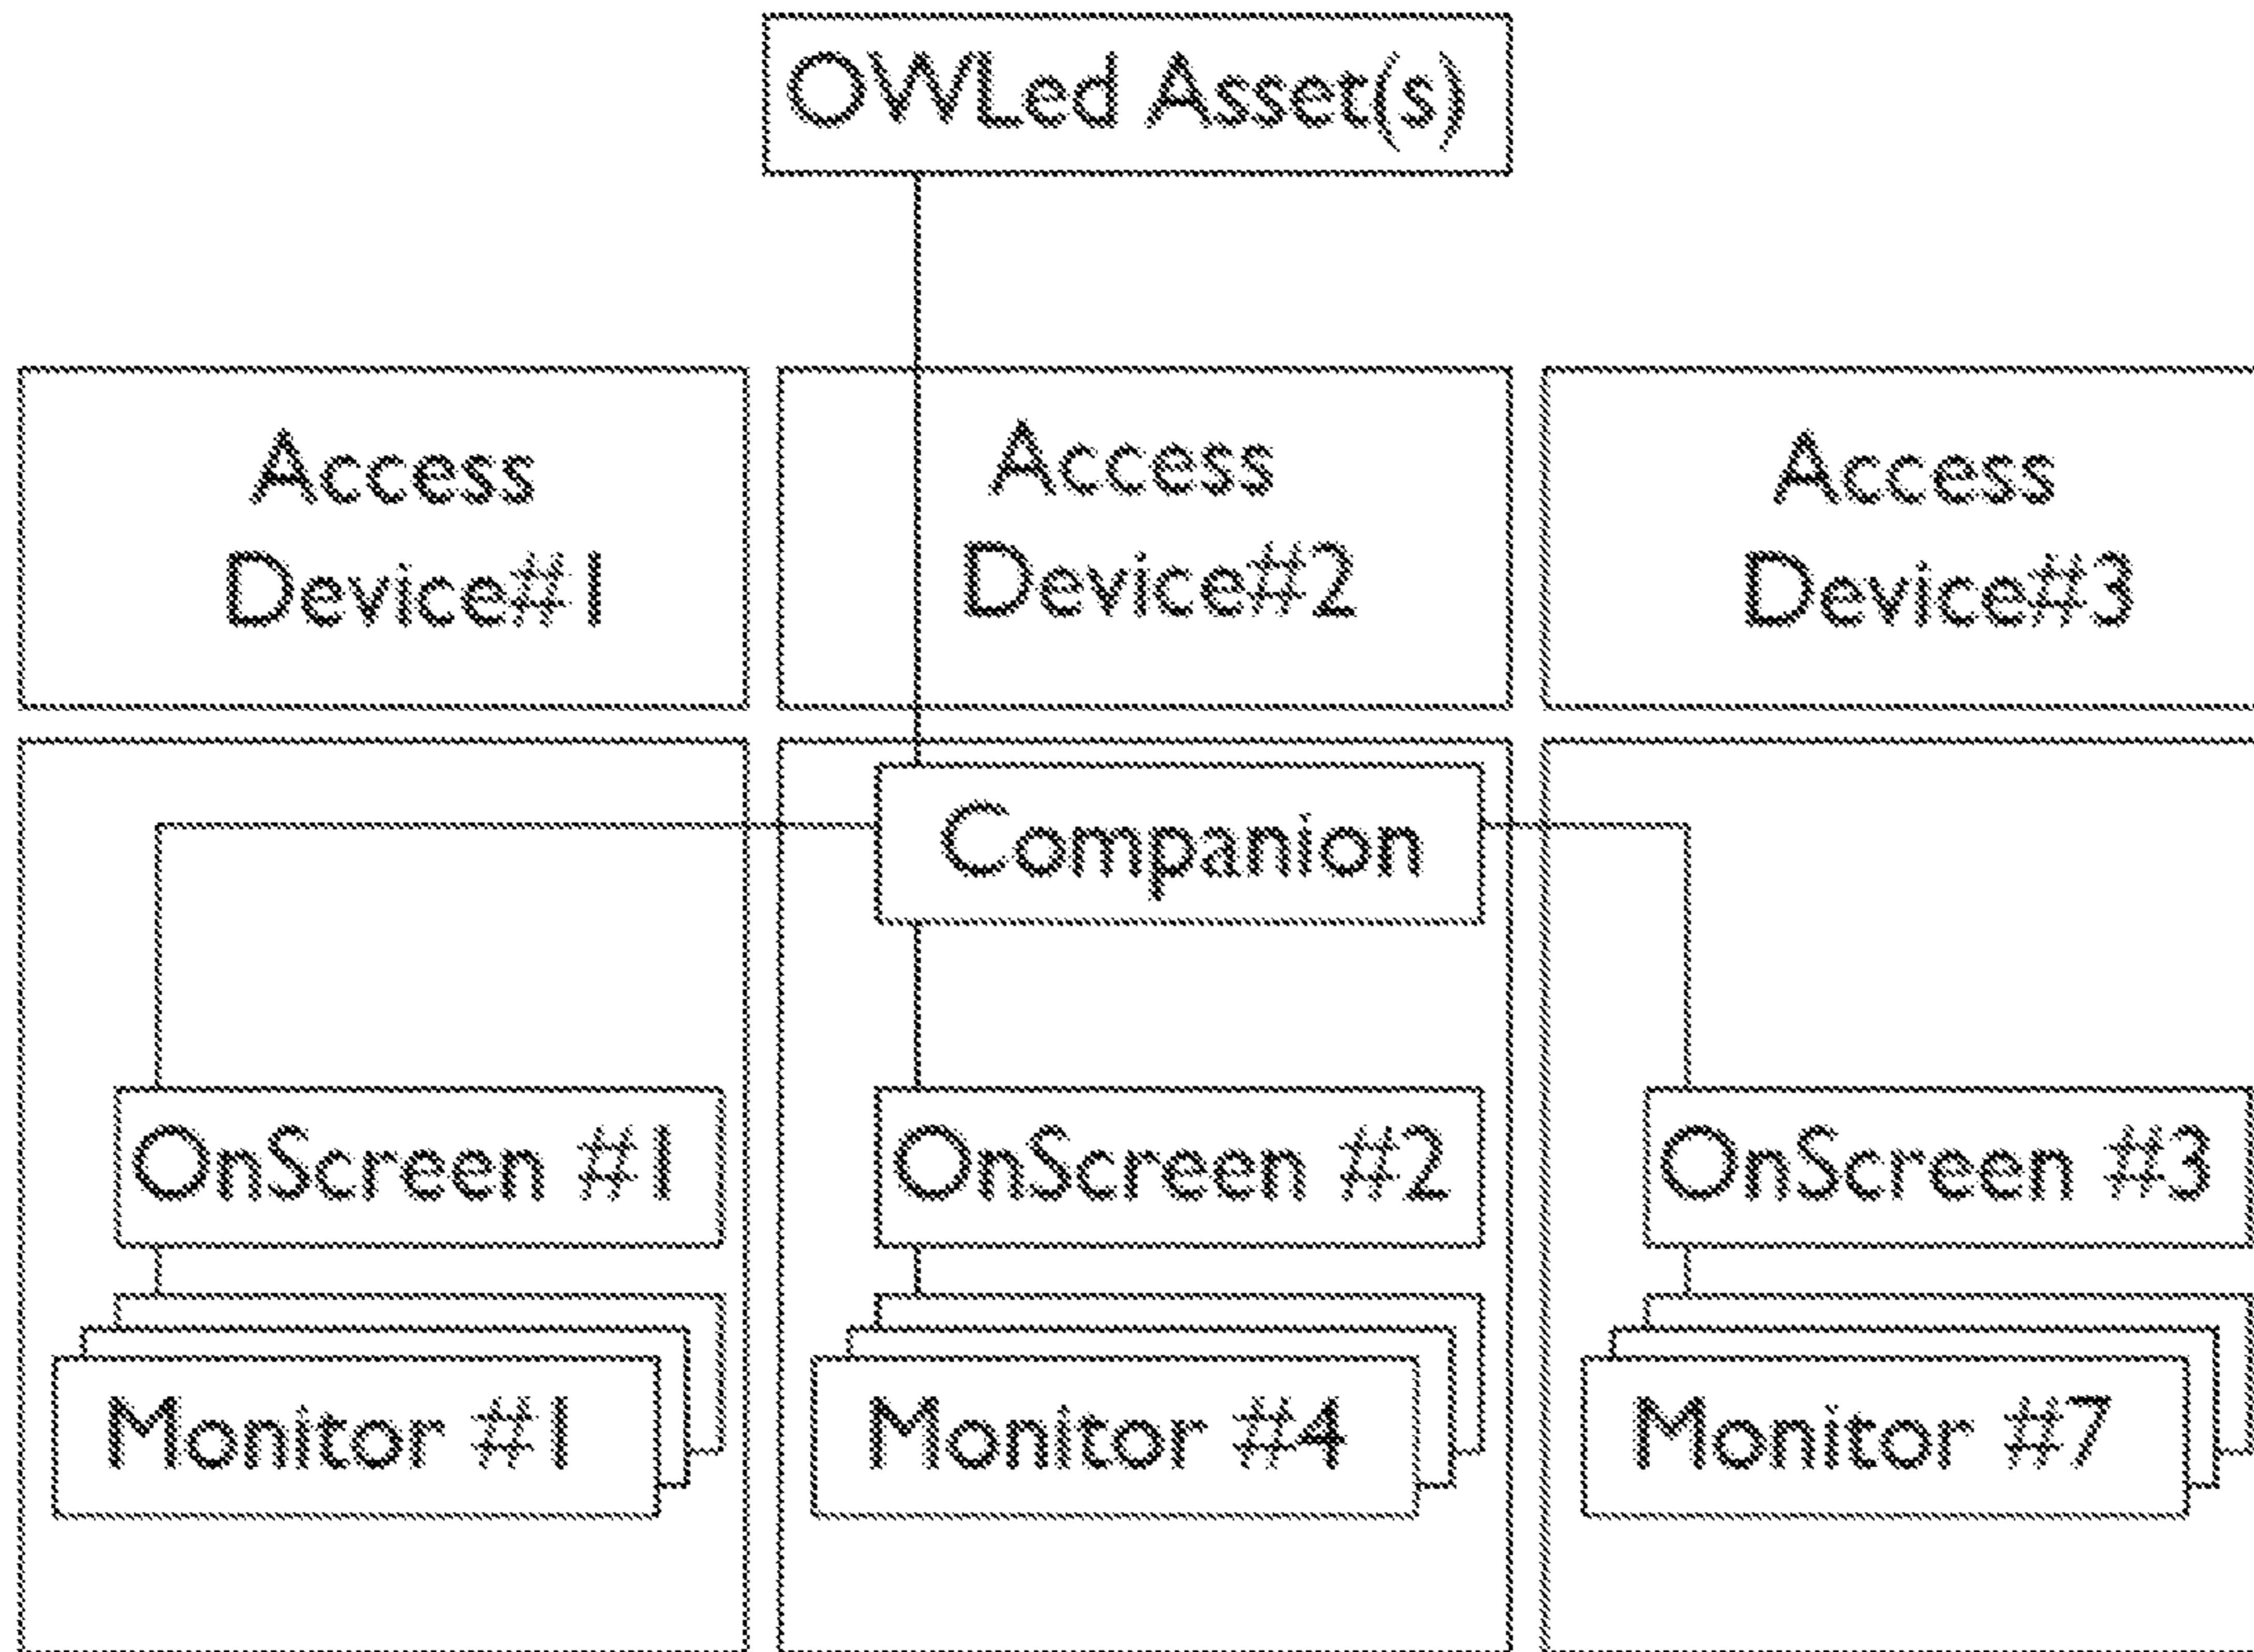 OWLed Asset(s)
Access
Device#1
Access
Device#2
Access
Device#3
Companion
OnScreen #1
OnScreen #2
OnScreen #3
Monitor #1
Monitor #4
Monitor #7